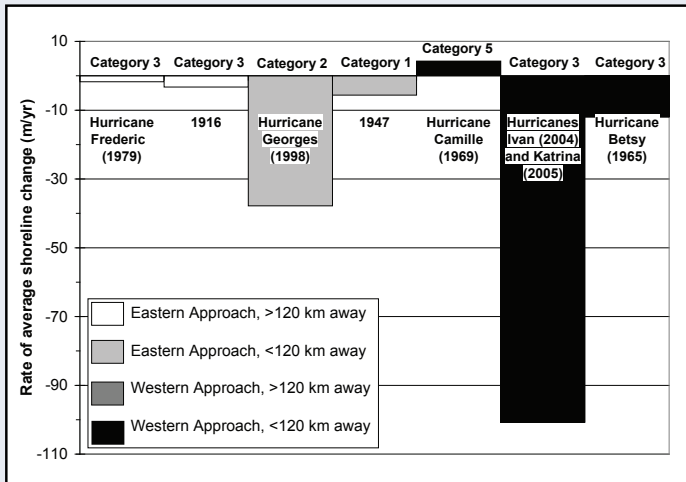 10
-10
-30
-50
-70
-90
-110
Rate of average shoreline change (m/yr)
Category 3
Category 3
Category 2
Category 1
Category 5
Category 3
Category 3
Hurricane
Frederic
(1979)
1916
Hurricane
Georges
(1998)
1947
Hurricane
Camille
(1969)
Hurricanes
Ivan (2004)
and Katrina
(2005)
Hurricane
Betsy
(1965)
Eastern Approach, >120 km away
Eastern Approach, <120 km away
Western Approach, >120 km away
Western Approach, <120 km away